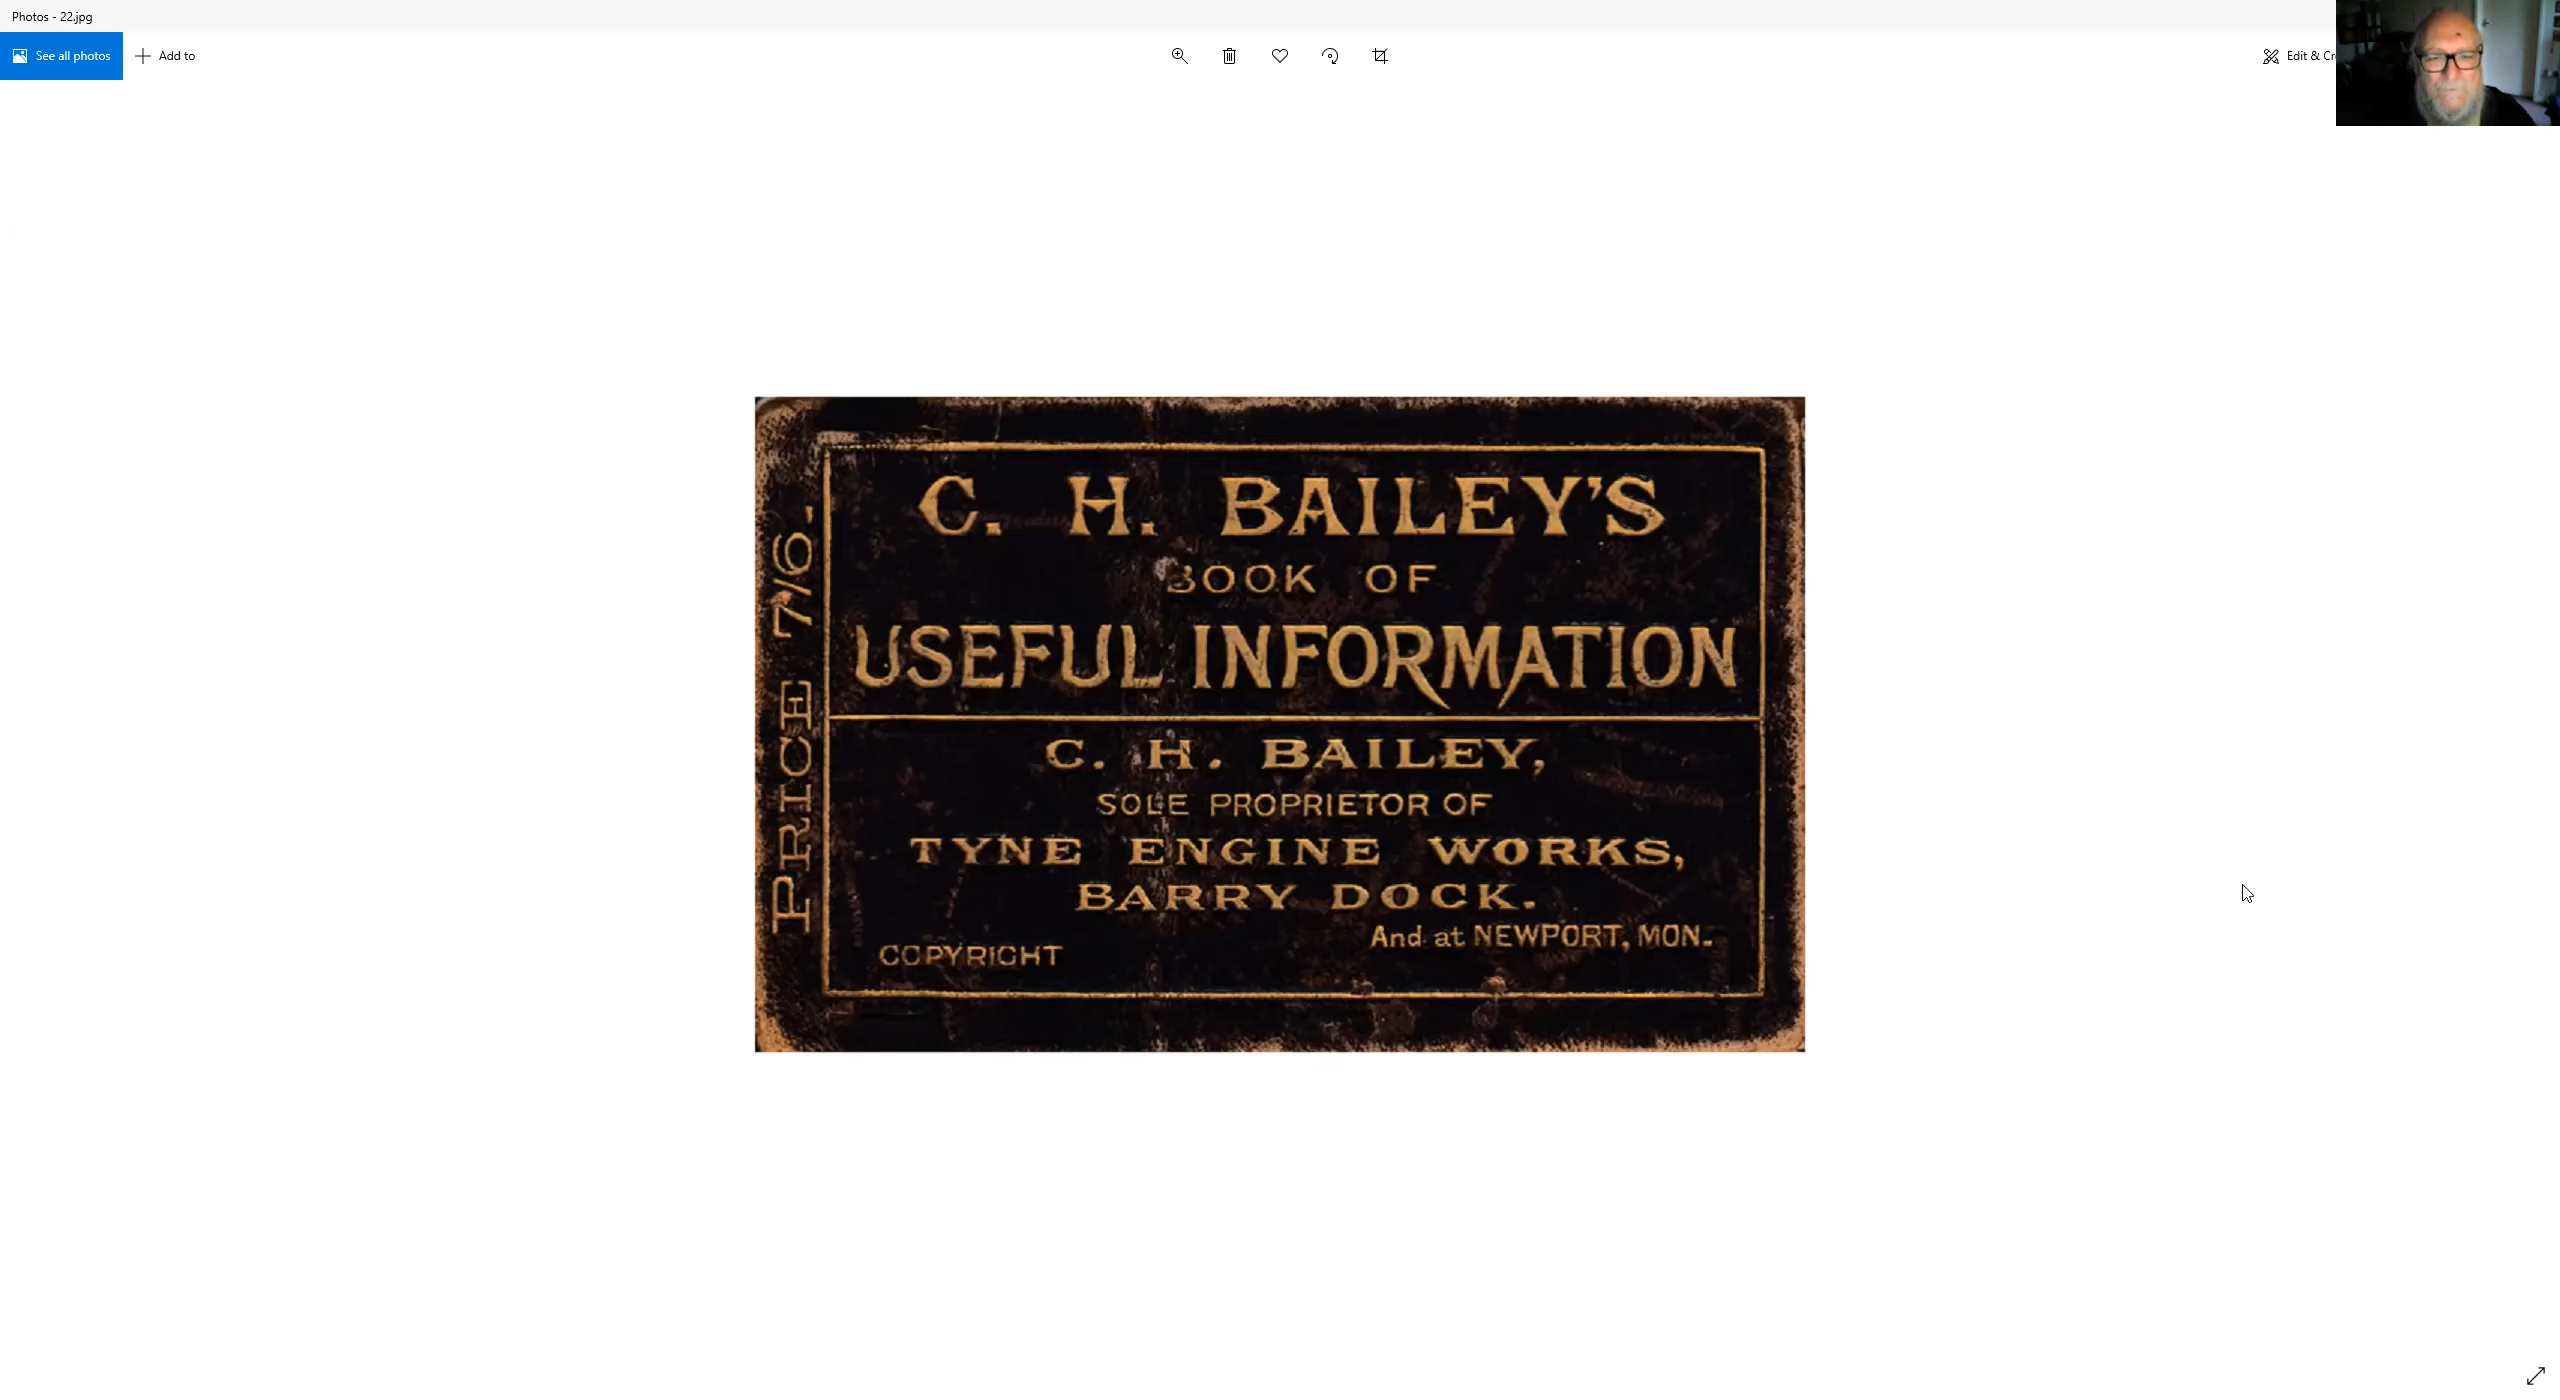 Photos - 22.jpg
See all photos
Add to
Edit &
PRICE 7/6.
C. H. BAILEY'S
BOOK OF
USEFUL INFORMATION
C. H. BAILEY,
SOLE PROPRIETOR OF
TYNE ENGINE WORKS,
BARRY DOCK.
And at NEWPORT, MON.
COPYRIGHT